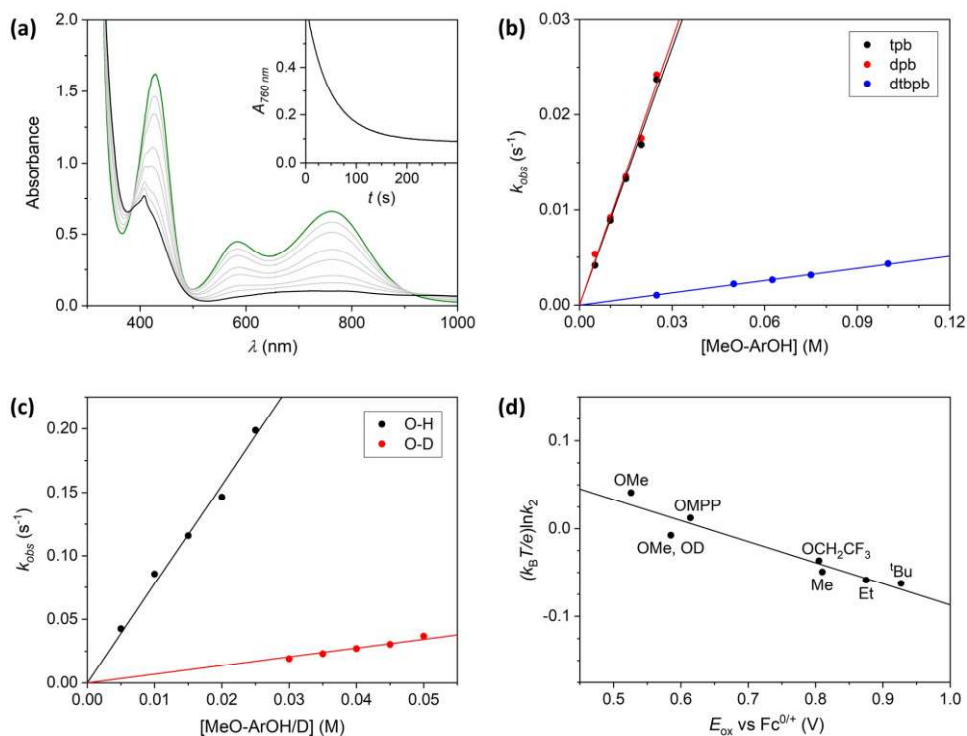 (a)
2.0
1.5
1.0
0.5
0.0
Absorbance
400
600
800
1000
λ (nm)
A760 nm
0.4
0.2
0.0
0
100
200
t (s)
(b)
0.03
0.02
0.01
0.00
kobs (s⁻¹)
tpb
dpb
dtbpb
0.00
0.03
0.06
0.09
0.12
[MeO-ArOH] (M)
(c)
0.20
0.15
0.10
0.05
0.00
kobs (s⁻¹)
O-H
O-D
0.00
0.01
0.02
0.03
0.04
0.05
[MeO-ArOH/D] (M)
(d)
0.1
0.0
-0.1
(kBT/e)lnk2
OMe
OMPP
OMe, OD
OCH2CF3
Me
Et
tBu
0.5
0.6
0.7
0.8
0.9
1.0
Eox vs Fc0/+ (V)